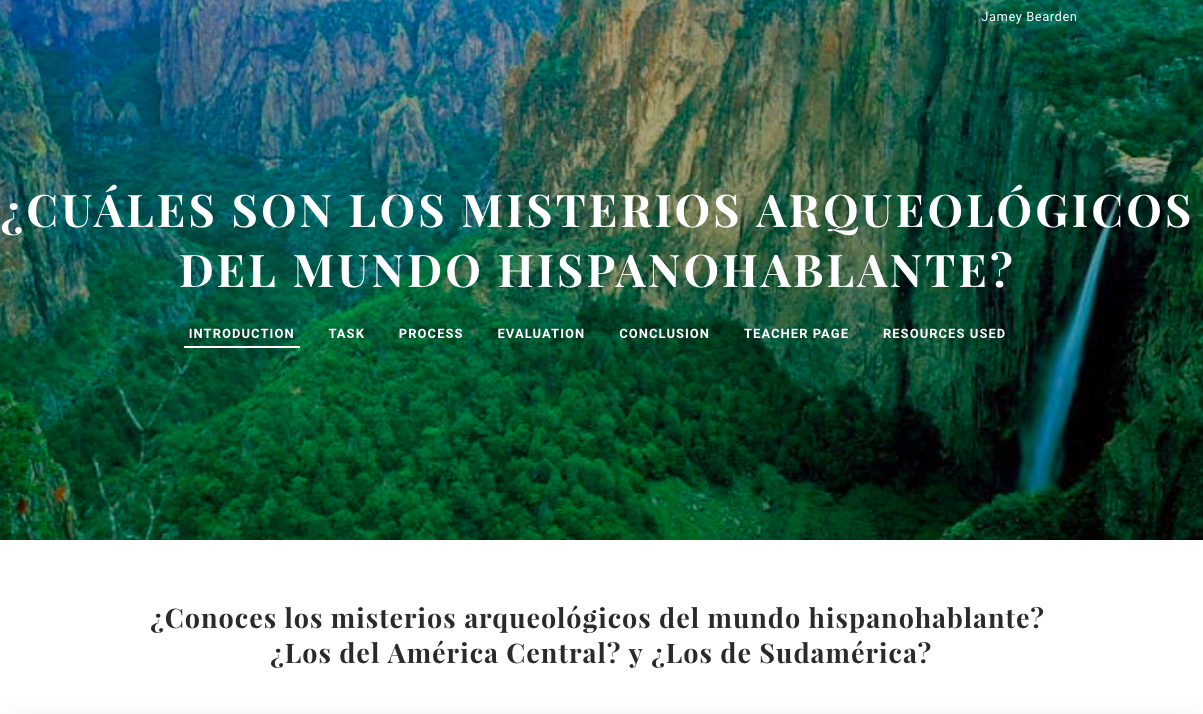 Jamey Bearden
¿CUÁLES SON LOS MISTERIOS ARQUEOLÓGICOS
DEL MUNDO HISPANOHABLANTE?
INTRODUCTION TASK PROCESS EVALUATION CONCLUSION TEACHER PAGE RESOURCES USED
¿Conoces los misterios arqueológicos del mundo hispanohablante?
¿Los del América Central? y ¿Los de Sudamérica?